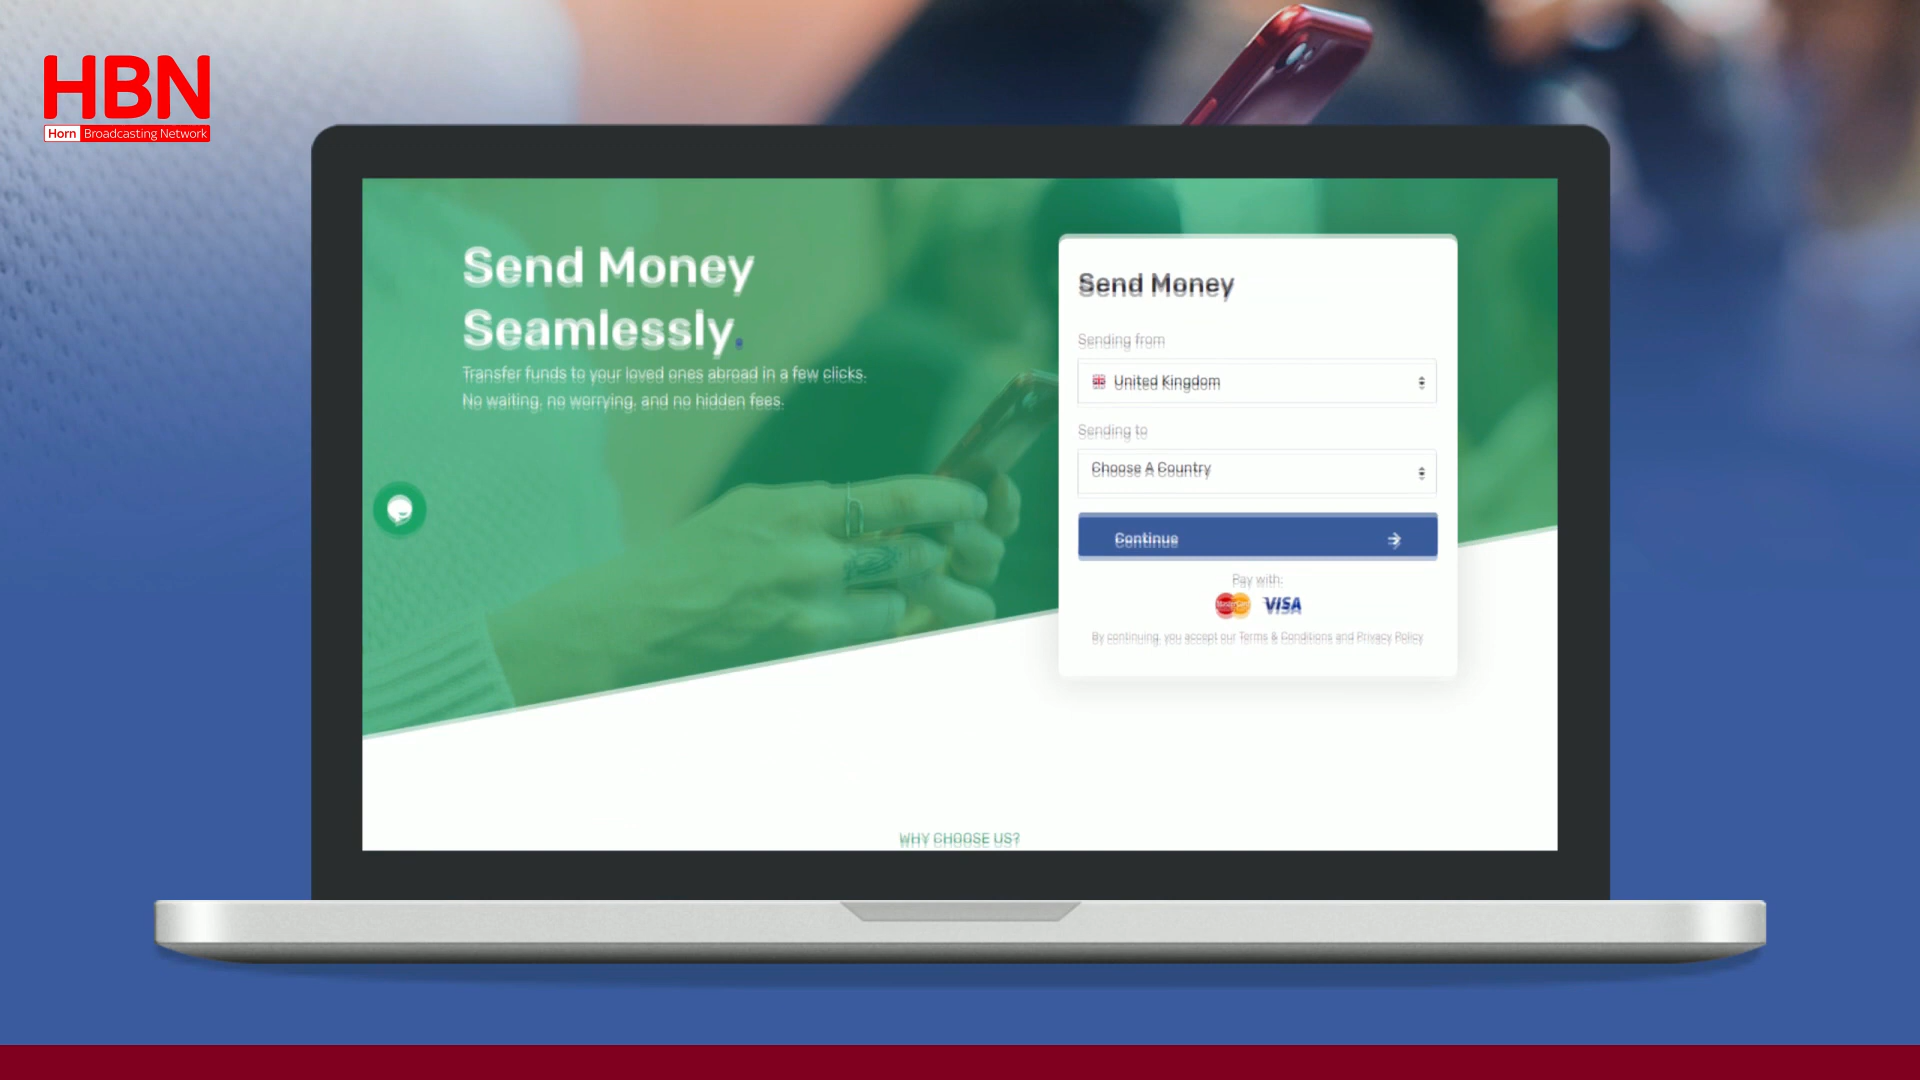 HBN
Horn Broadcasting Network
Send Money
Seamlessly.
Transfer funds to your loved ones abroad in a few clicks.
No waiting, no worrying, and no hidden fees.
Send Money
Sending from
United Kingdom
Sending to
Choose A Country
Continue
Pay with:
MasterCard VISA
By continuing, you accept our Terms & Conditions and Privacy Policy
WHY CHOOSE US?